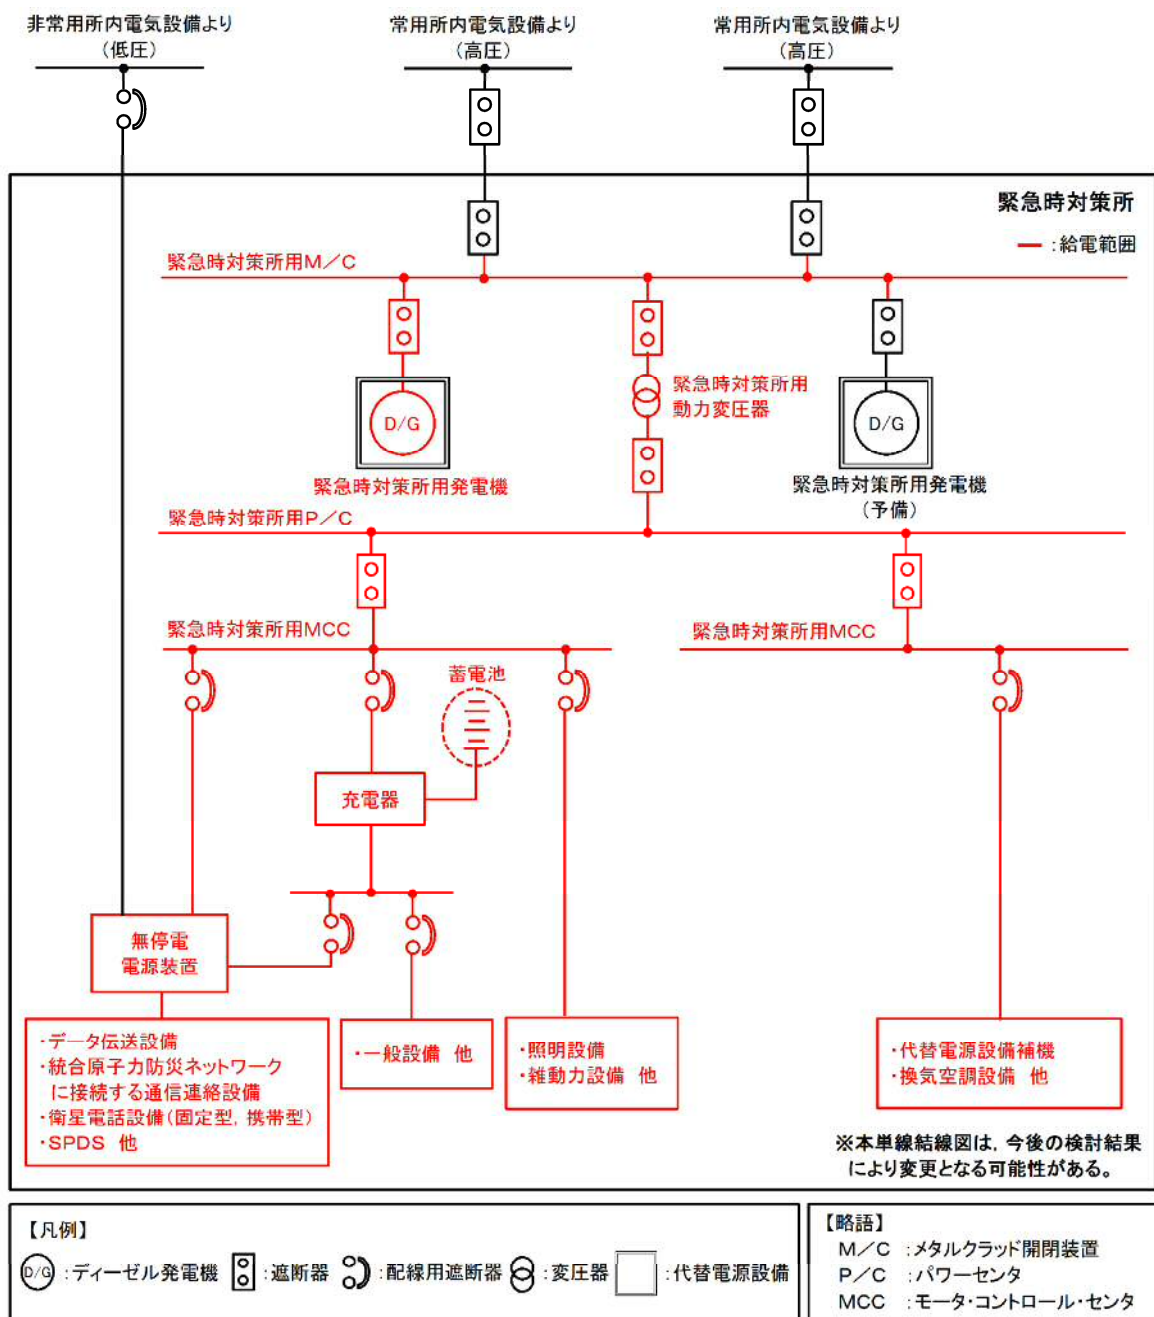 非常用所内電気設備より
（低圧）
常用所内電気設備より
（高圧）
常用所内電気設備より
（高圧）
緊急時対策所
：給電範囲
緊急時対策所用Ｍ／Ｃ
D/G
緊急時対策所用発電機
緊急時対策所用
動力変圧器
D/G
緊急時対策所用発電機
（予備）
緊急時対策所用Ｐ／Ｃ
緊急時対策所用MCC
緊急時対策所用MCC
蓄電池
充電器
無停電
電源装置
・データ伝送設備
・統合原子力防災ネットワーク
に接続する通信連絡設備
・衛星電話設備（固定型，携帯型）
・SPDS 他
・一般設備 他
・照明設備
・雑動力設備 他
・代替電源設備補機
・換気空調設備 他
※本単線結線図は，今後の検討結果
により変更となる可能性がある。
【凡例】
D/G ：ディーゼル発電機 ：遮断器 ：配線用遮断器 ：変圧器 ：代替電源設備
【略語】
Ｍ／Ｃ ：メタルクラッド開閉装置
Ｐ／Ｃ ：パワーセンタ
MCC ：モータ・コントロール・センタ